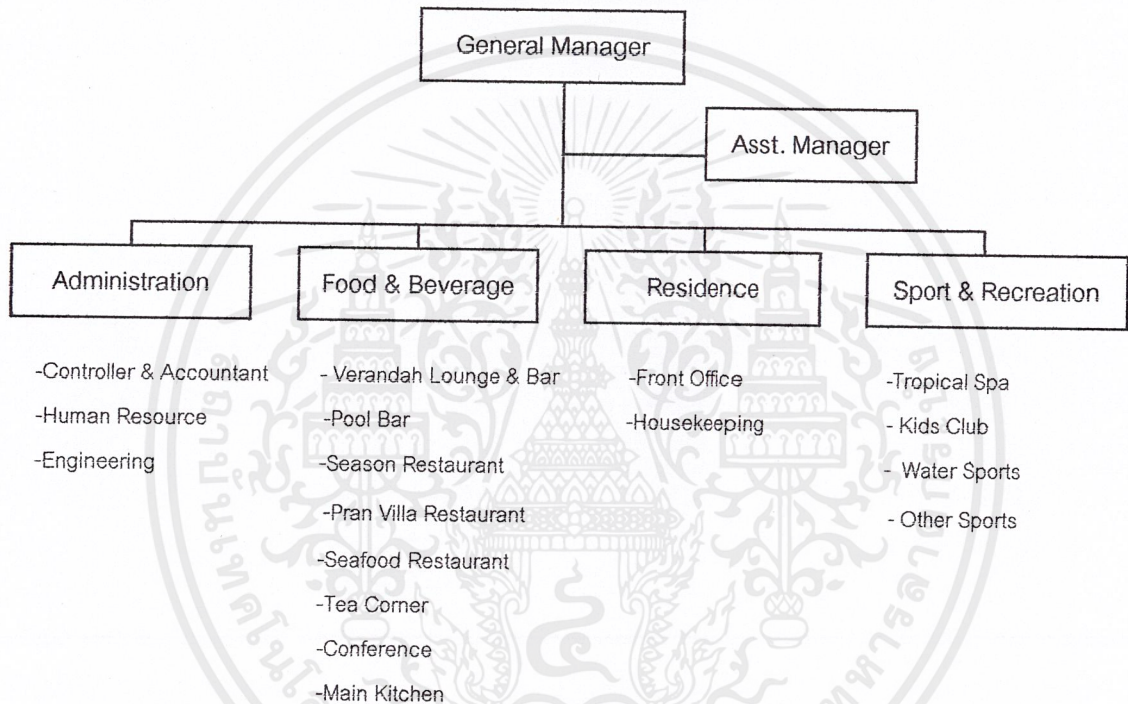 General Manager
Asst. Manager
Administration
Food & Beverage
Residence
Sport & Recreation
-Controller & Accountant
-Human Resource
-Engineering
- Verandah Lounge & Bar
-Pool Bar
-Season Restaurant
-Pran Villa Restaurant
-Seafood Restaurant
-Tea Corner
-Conference
-Main Kitchen
-Front Office
-Housekeeping
-Tropical Spa
- Kids Club
- Water Sports
- Other Sports